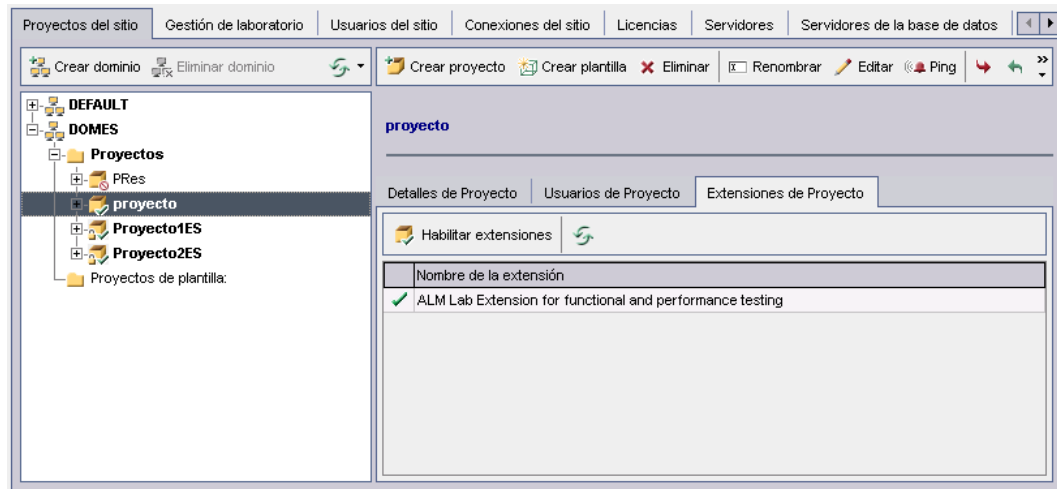 Proyectos del sitio Gestión de laboratorio Usuarios del sitio Conexiones del sitio Licencias Servidores Servidores de la base de datos
Crear dominio Eliminar dominio
Crear proyecto Crear plantilla Eliminar Renombrar Editar Ping
DEFAULT
DOMES
Proyectos
PRes
proyecto
Proyecto1ES
Proyecto2ES
Proyectos de plantilla:
proyecto
Detalles de Proyecto Usuarios de Proyecto Extensiones de Proyecto
Habilitar extensiones
Nombre de la extensión
ALM Lab Extension for functional and performance testing